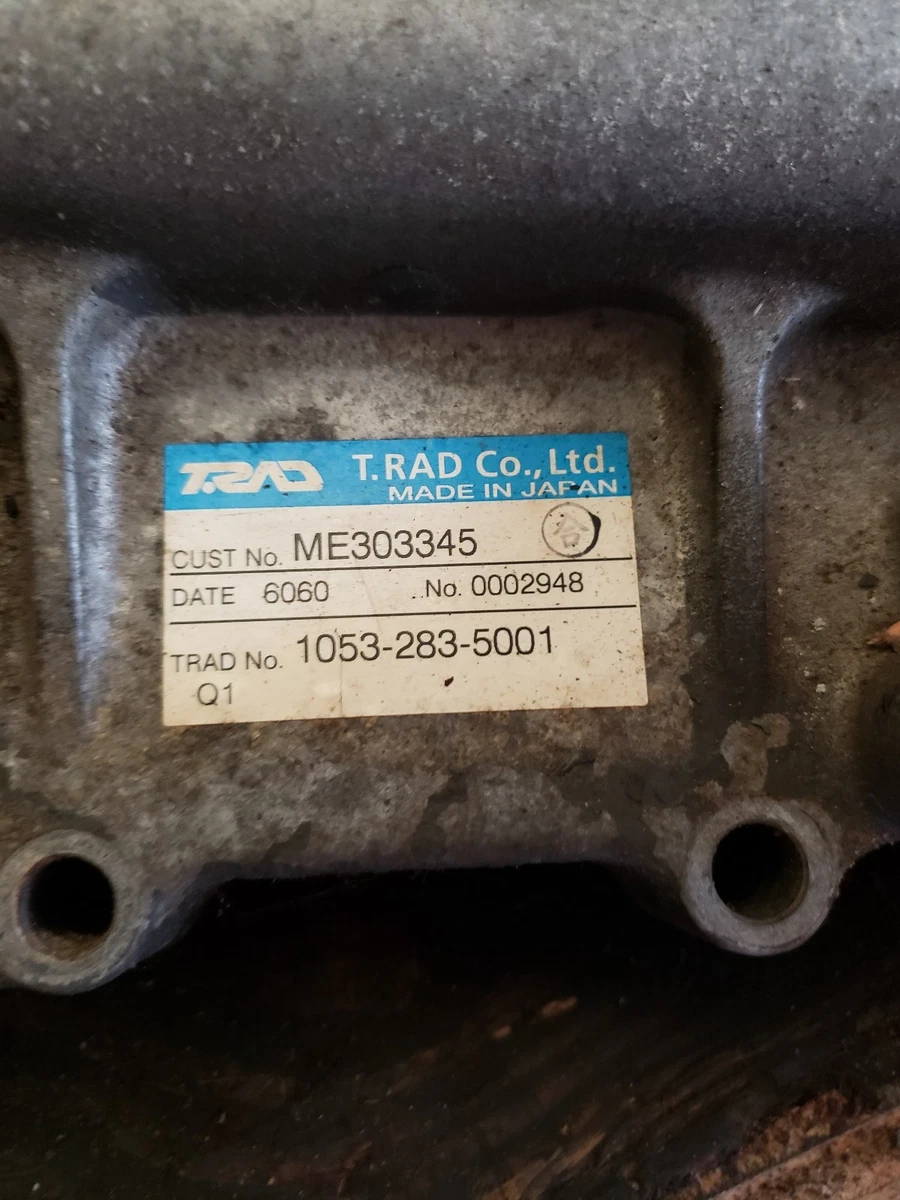 T.RAD T.RAD Co.,Ltd.
MADE IN JAPAN
CUST No. ME303345 合
DATE 6060 No. 0002948
TRAD No. 1053-283-5001
Q1